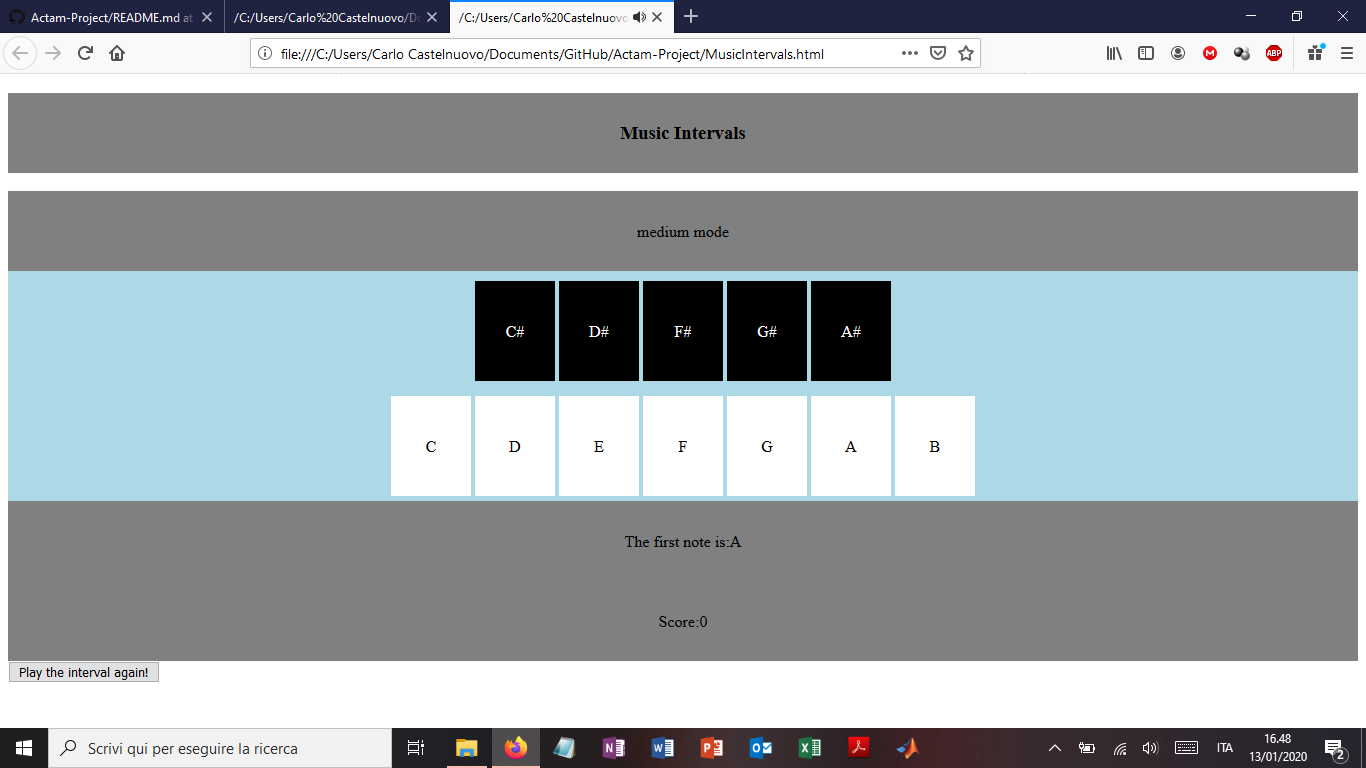 Actam-Project/README.md at
/C:/Users/Carlo%20Castelnuovo/Do
/C:/Users/Carlo%20Castelnuovo
file:///C:/Users/Carlo Castelnuovo/Documents/GitHub/Actam-Project/MusicIntervals.html
ABP
Music Intervals
medium mode
C# D# F# G# A#
C D E F G A B
The first note is:A
Score:0
Play the interval again!
Scrivi qui per eseguire la ricerca
ITA
16.48
13/01/2020
2